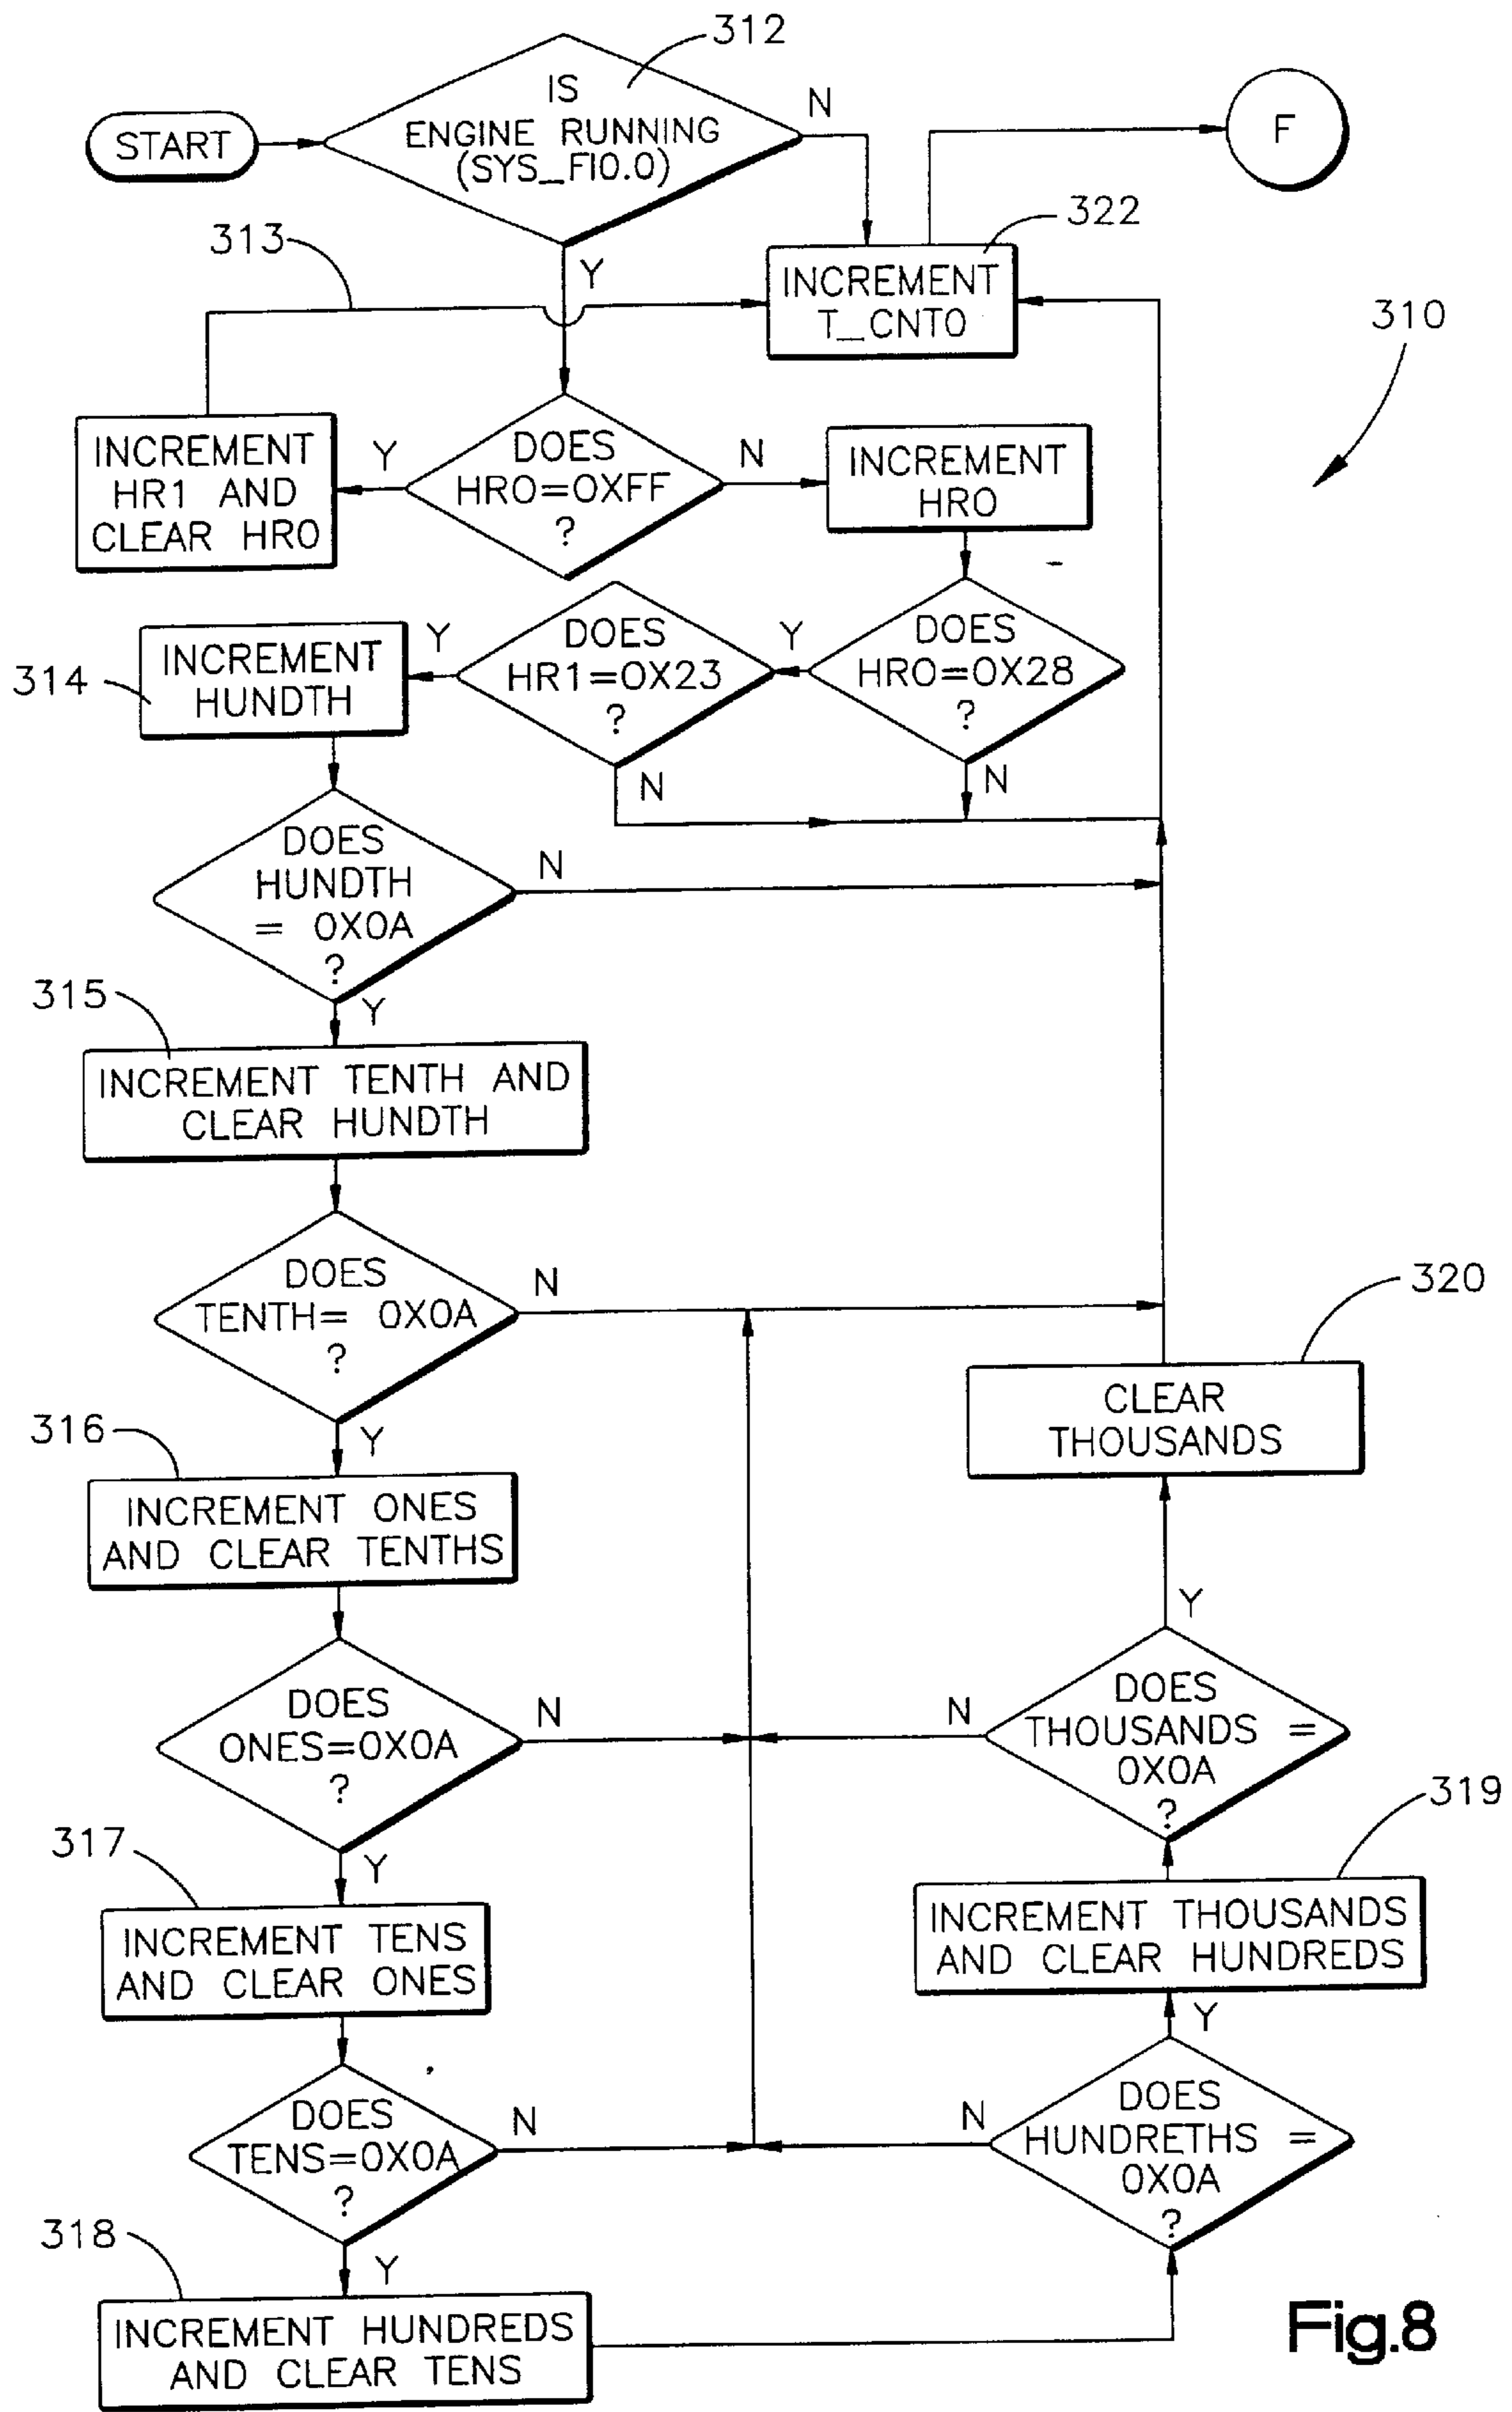 312
IS
ENGINE RUNNING
(SYS_FI0.0)
START
N
F
322
313
Y
INCREMENT
T_CNT0
310
INCREMENT
HR1 AND
CLEAR HR0
Y
DOES
HR0=0XFF
?
N
INCREMENT
HR0
314
INCREMENT
HUNDTH
Y
DOES
HR1=0X23
?
Y
DOES
HR0=0X28
?
N
N
DOES
HUNDTH
= 0X0A
?
N
315
Y
INCREMENT TENTH AND
CLEAR HUNDTH
DOES
TENTH= 0X0A
?
N
320
CLEAR
THOUSANDS
316
Y
INCREMENT ONES
AND CLEAR TENTHS
Y
DOES
ONES=0X0A
?
N
N
DOES
THOUSANDS =
0X0A
?
319
317
Y
INCREMENT TENS
AND CLEAR ONES
INCREMENT THOUSANDS
AND CLEAR HUNDREDS
Y
DOES
TENS=0X0A
?
N
N
DOES
HUNDRETHS =
0X0A
?
318
Y
INCREMENT HUNDREDS
AND CLEAR TENS
Fig.8